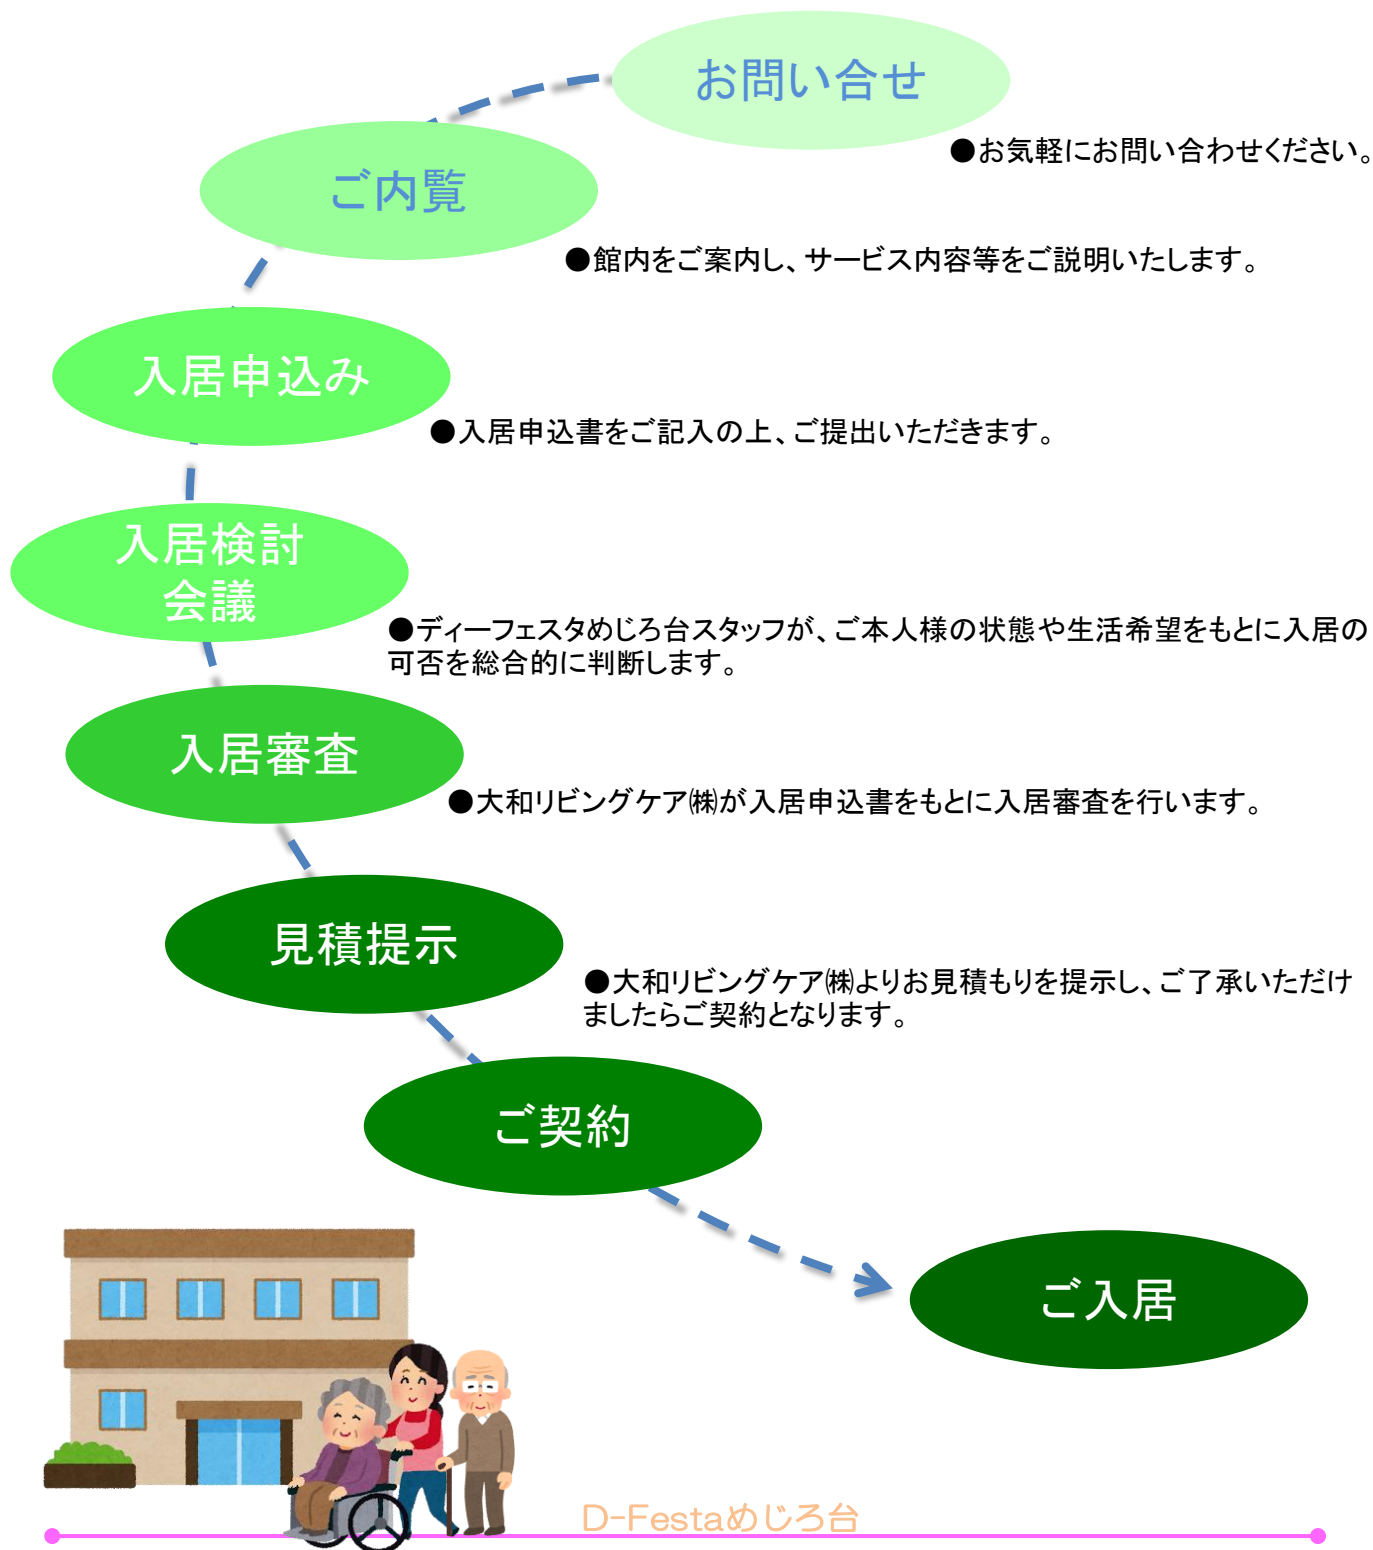 お問い合せ
●お気軽にお問い合わせください。
ご内覧
●館内をご案内し、サービス内容等をご説明いたします。
入居申込み
●入居申込書をご記入の上、ご提出いただきます。
入居検討
会議
●ディーフェスタめじろ台スタッフが、ご本人様の状態や生活希望をもとに入居の
可否を総合的に判断します。
入居審査
●大和リビングケア㈱が入居申込書をもとに入居審査を行います。
見積提示
●大和リビングケア㈱よりお見積もりを提示し、ご了承いただけ
ましたらご契約となります。
ご契約
ご入居
D-Festaめじろ台